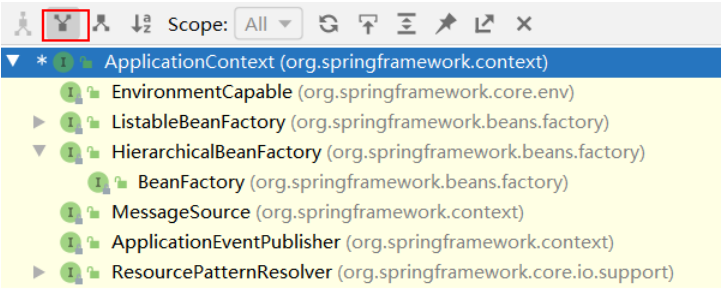 Scope: All
* I ApplicationContext (org.springframework.context)
I EnvironmentCapable (org.springframework.core.env)
I ListableBeanFactory (org.springframework.beans.factory)
I HierarchicalBeanFactory (org.springframework.beans.factory)
I BeanFactory (org.springframework.beans.factory)
I MessageSource (org.springframework.context)
I ApplicationEventPublisher (org.springframework.context)
I ResourcePatternResolver (org.springframework.core.io.support)